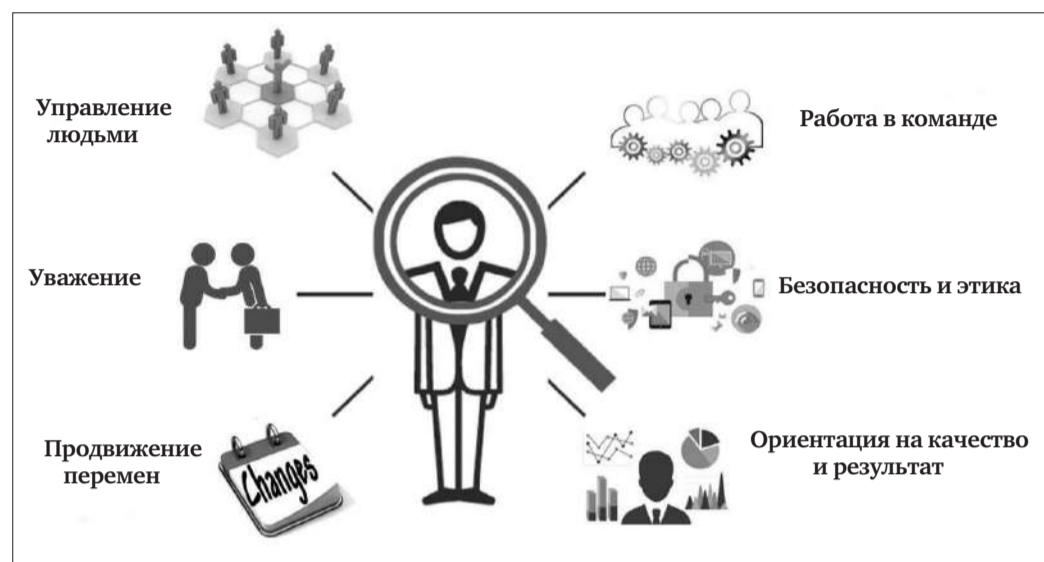 Управление
людьми
Работа в команде
Уважение
Безопасность и этика
Продвижение
перемен
Changes
Ориентация на качество
и результат